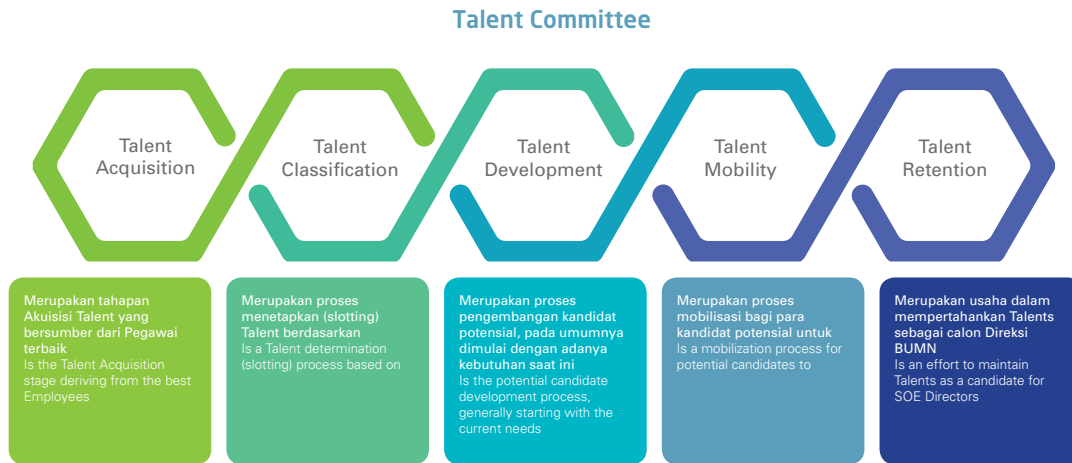 Talent Committee
Talent
Acquisition
Talent
Classification
Talent
Development
Talent
Mobility
Talent
Retention
Merupakan tahapan
Akuisisi Talent yang
bersumber dari Pegawai
terbaik
Is the Talent Acquisition
stage deriving from the best
Employees
Merupakan proses
menetapkan (slotting)
Talent berdasarkan
Is a Talent determination
(slotting) process based on
Merupakan proses
pengembangan kandidat
potensial, pada umumnya
dimulai dengan adanya
kebutuhan saat ini
Is the potential candidate
development process,
generally starting with the
current needs
Merupakan proses
mobilisasi bagi para
kandidat potensial untuk
Is a mobilization process for
potential candidates to
Merupakan usaha dalam
mempertahankan Talents
sebagai calon Direksi
BUMN
Is an effort to maintain
Talents as a candidate for
SOE Directors